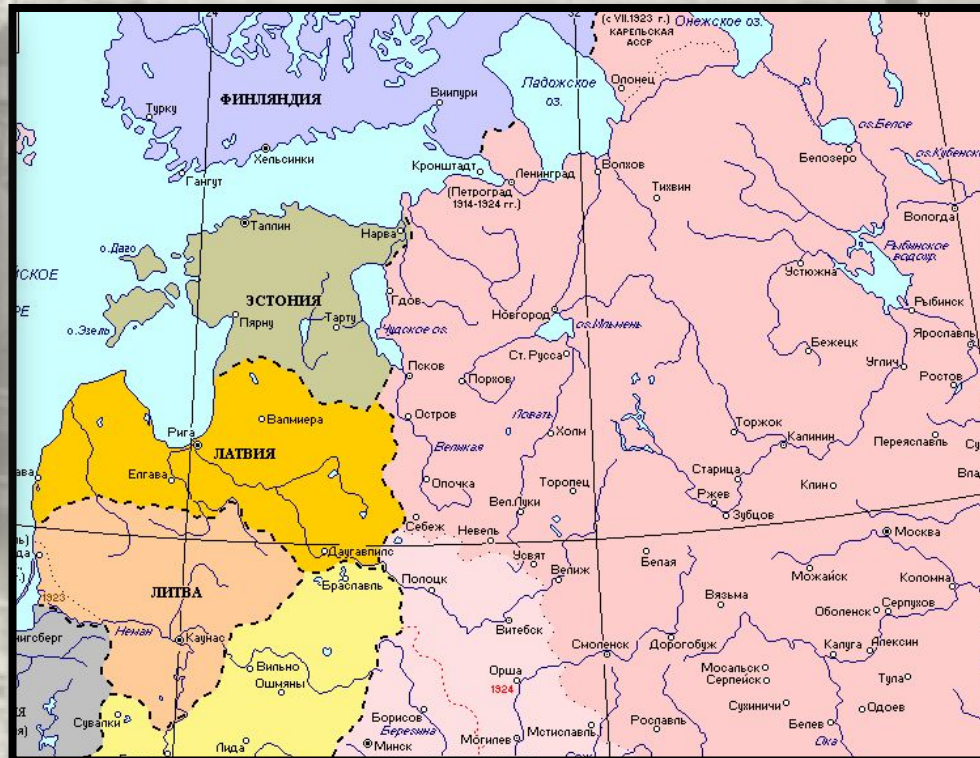 24
32
40
(с VII.1923 г.)
КАРЕЛЬСКАЯ
АССР
Онежское оз.
Ладожское
оз.
Олонец
ФИНЛЯНДИЯ
Виипури
Турку
Хельсинки
Гангут
Кронштадт
Ленинград
(Петроград
1914-1924 гг.)
Волхов
Тихвин
оз.Белое
Белозеро
оз.Кубенск
Вологда
Рыбинское
водохр.
Устюжна
Рыбинск
Ярославль
Таллин
Нарва
о.Даго
ЭСТОНИЯ
о.Эзель
Пярну
Тарту
Гдов
Чудское оз.
Новгород
оз.Ильмень
Ст. Русса
Бежецк
Углич
Ростов
Псков
Порхов
Остров
Ловать
Холм
Великая
Торжок
Калинин
Переяславль
Валмиера
Рига
ЛАТВИЯ
Елгава
Опочка
Торопец
Старица
Клин
Ржев
Зубцов
Вел.Луки
Себеж
Невель
Москва
Даугавпилс
Усвят
Велиж
Белая
Браславль
Полоцк
Можайск
Коломна
ЛИТВА
1923
Вязьма
Оболенск
Серпухов
Неман
Каунас
Витебск
Смоленск
Дорогобуж
Калуга
Алексин
Вильно
Ошмяны
Орша
1924
Мосальск
Серпейск
Тула
Сувалки
Борисов
Березина
Сухиничи
Одоев
Лида
Минск
Могилев
Мстиславль
Рославль
Белев
Ока